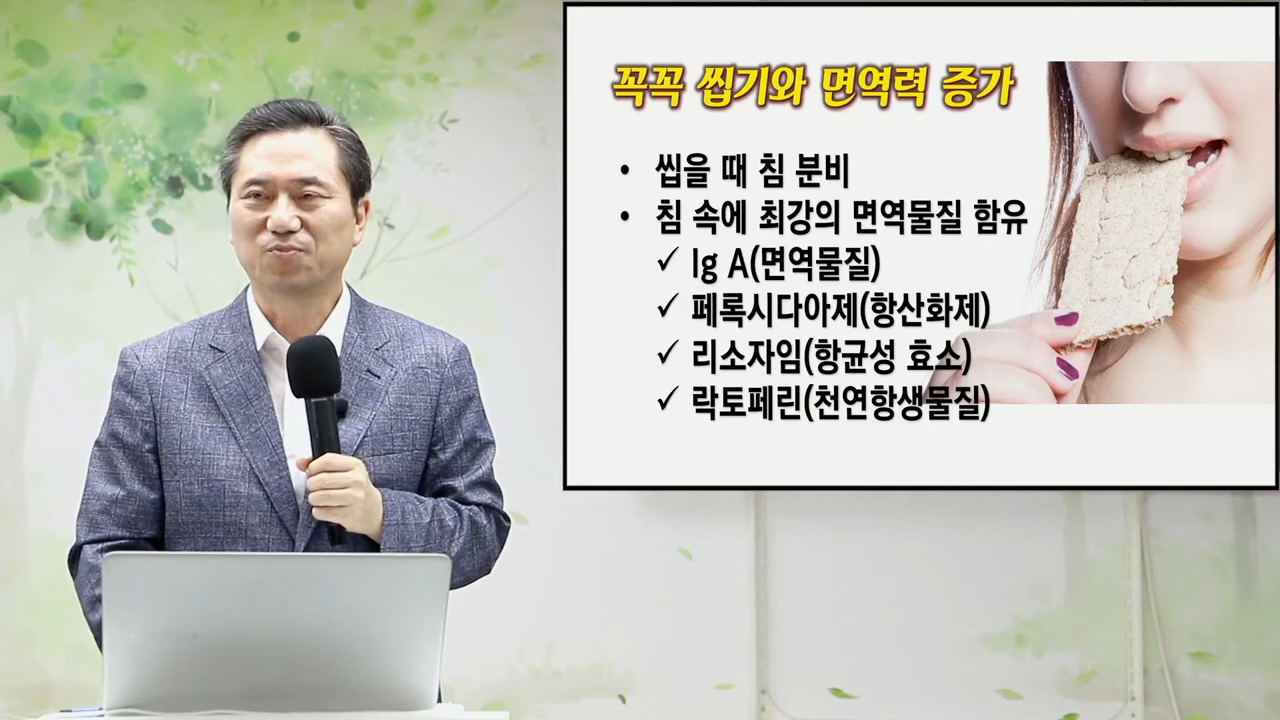 꼭꼭 씹기와 면역력 증가
• 씹을 때 침 분비
• 침 속에 최강의 면역물질 함유
✓ Ig A(면역물질)
✓ 페록시다아제(항산화제)
✓ 리소자임(항균성 효소)
✓ 락토페린(천연항생물질)